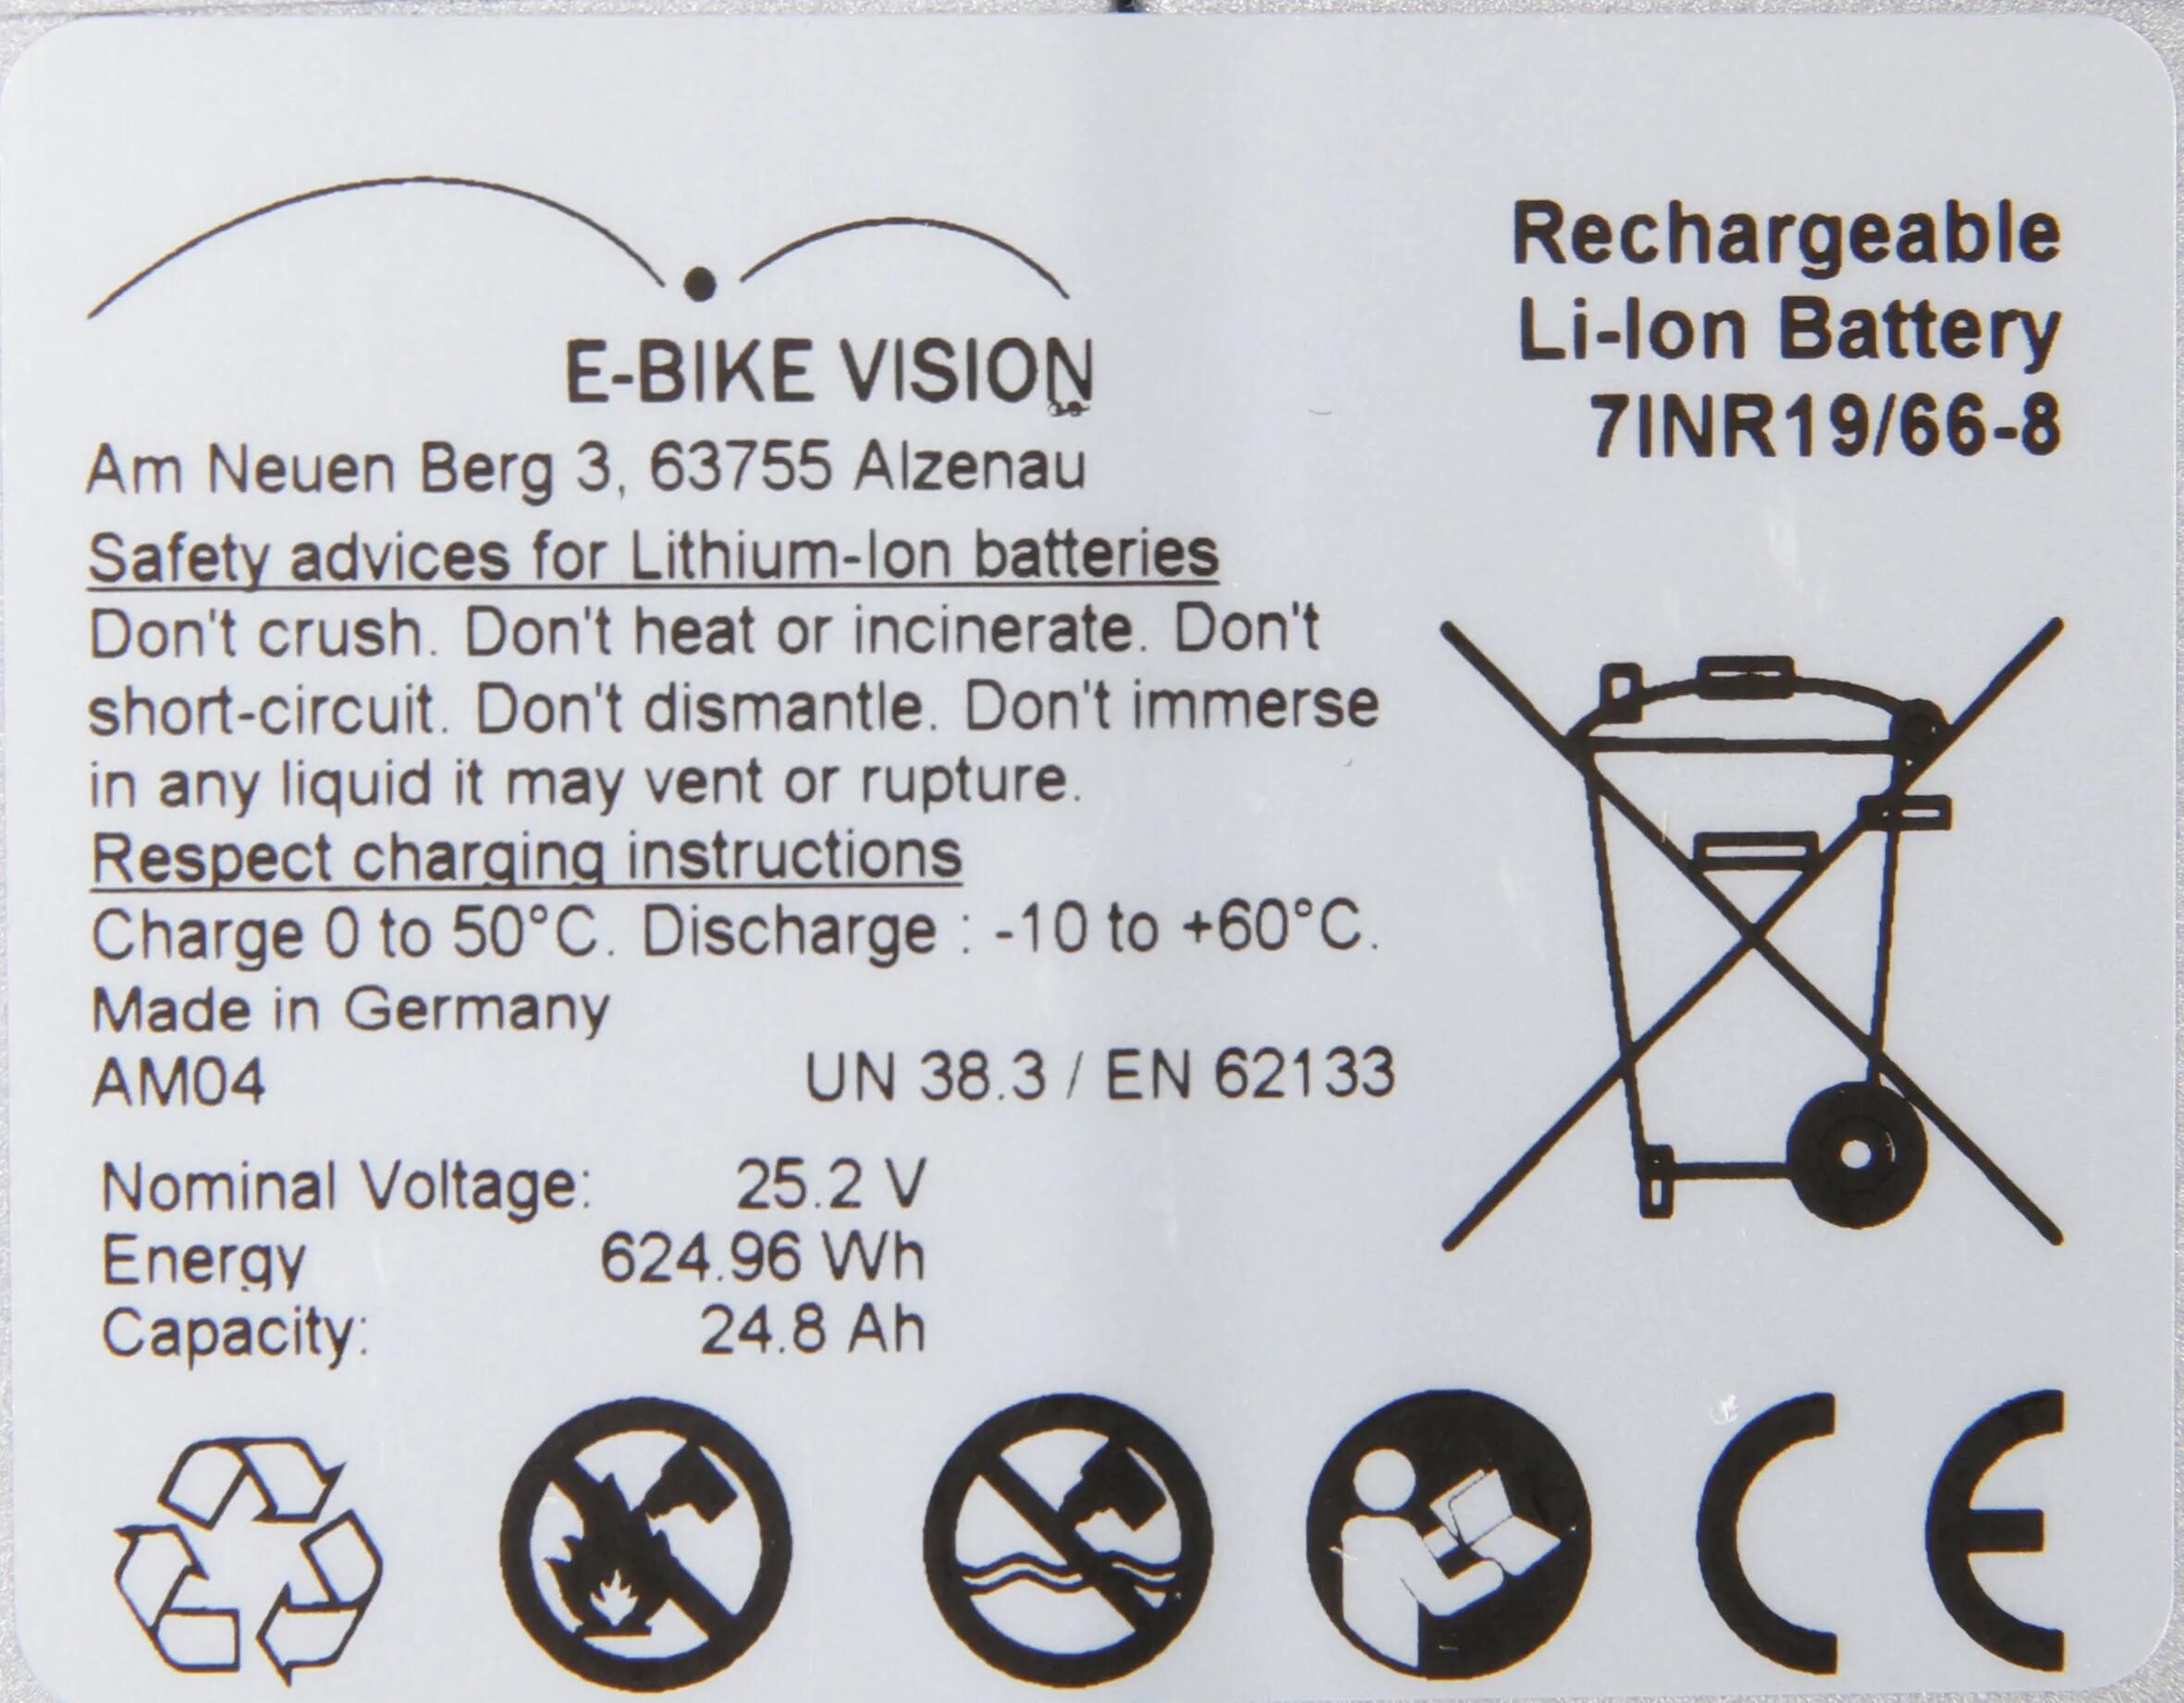 E-BIKE VISION
Am Neuen Berg 3, 63755 Alzenau
Safety advices for Lithium-Ion batteries
Don't crush. Don't heat or incinerate. Don't
short-circuit. Don't dismantle. Don't immerse
in any liquid it may vent or rupture.
Respect charging instructions
Charge 0 to 50°C. Discharge : -10 to +60°C.
Made in Germany
AM04 UN 38.3 / EN 62133
Nominal Voltage: 25.2 V
Energy 624.96 Wh
Capacity: 24.8 Ah
Rechargeable
Li-Ion Battery
7INR19/66-8
CE